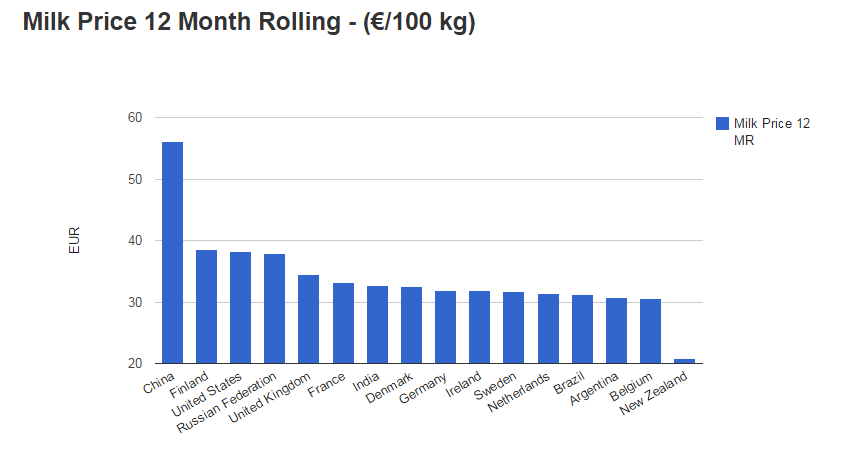 Milk Price 12 Month Rolling - (€/100 kg)
60
50
40
30
20
EUR
Milk Price 12
MR
China
Finland
United States
Russian Federation
United Kingdom
France
India
Denmark
Germany
Ireland
Sweden
Netherlands
Brazil
Argentina
Belgium
New Zealand